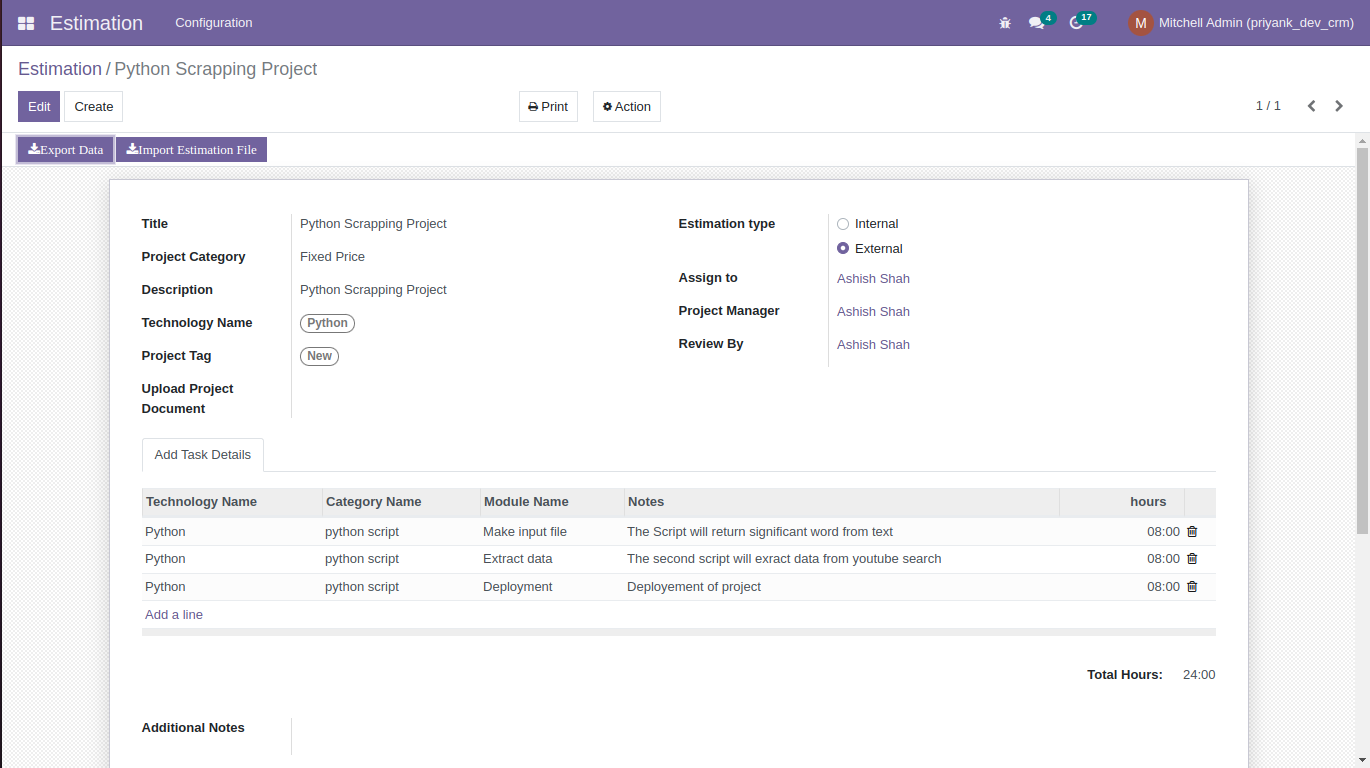 Estimation Configuration 4 17 M Mitchell Admin (priyank_dev_crm)
Estimation / Python Scrapping Project
Edit Create Print Action 1 / 1
Export Data Import Estimation File
Title Python Scrapping Project Estimation type Internal
External
Project Category Fixed Price
Assign to Ashish Shah
Description Python Scrapping Project
Project Manager Ashish Shah
Technology Name Python
Review By Ashish Shah
Project Tag New
Upload Project
Document
Add Task Details
Technology Name Category Name Module Name Notes hours
Python python script Make input file The Script will return significant word from text 08:00
Python python script Extract data The second script will exract data from youtube search 08:00
Python python script Deployment Deployement of project 08:00
Add a line
Total Hours: 24:00
Additional Notes